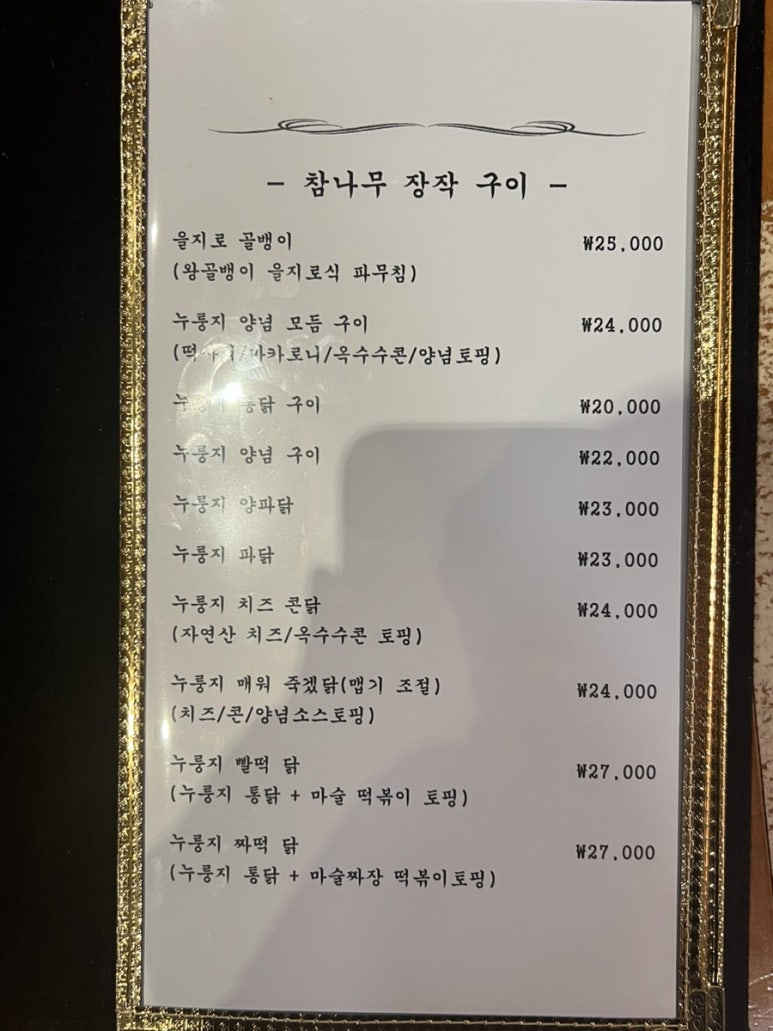 - 참나무 장작 구이 -
을지로 골뱅이 ₩25,000
(왕골뱅이 을지로식 파무침)
누룽지 양념 모듬 구이 ₩24,000
(떡사리/마카로니/옥수수콘/양념토핑)
누룽지 통닭 구이 ₩20,000
누룽지 양념 구이 ₩22,000
누룽지 양파닭 ₩23,000
누룽지 파닭 ₩23,000
누룽지 치즈 콘닭 ₩24,000
(자연산 치즈/옥수수콘 토핑)
누룽지 매워 죽겠닭(맵기 조절) ₩24,000
(치즈/콘/양념소스토핑)
누룽지 빨떡 닭 ₩27,000
(누룽지 통닭 + 마술 떡볶이 토핑)
누룽지 짜떡 닭 ₩27,000
(누룽지 통닭 + 마술짜장 떡볶이토핑)